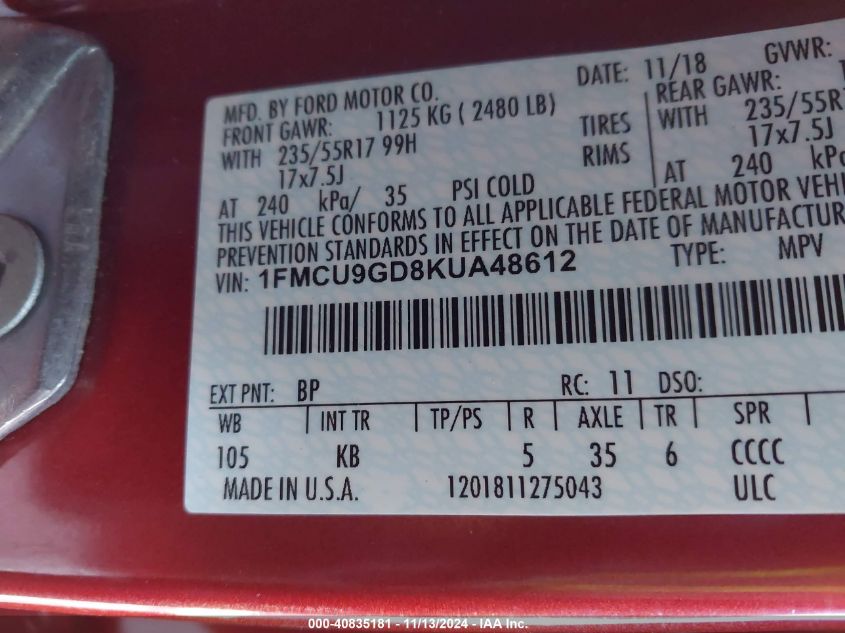 MFD. BY FORD MOTOR CO. DATE: 11/18 GVWR:
FRONT GAWR: 1125 KG ( 2480 LB) REAR GAWR:
WITH 235/55R17 99H TIRES WITH 235/55R17
17x7.5J RIMS 17x7.5J
AT 240 kPa/ 35 PSI COLD AT 240 kPa
THIS VEHICLE CONFORMS TO ALL APPLICABLE FEDERAL MOTOR VEHI
PREVENTION STANDARDS IN EFFECT ON THE DATE OF MANUFACTUR
VIN: 1FMCU9GD8KUA48612 TYPE: MPV
EXT PNT: BP RC: 11 DSO:
WB INT TR TP/PS R AXLE TR SPR
105 KB 5 35 6 CCCC
MADE IN U.S.A. 1201811275043 ULC
000-40835181 - 11/13/2024 - IAA Inc.